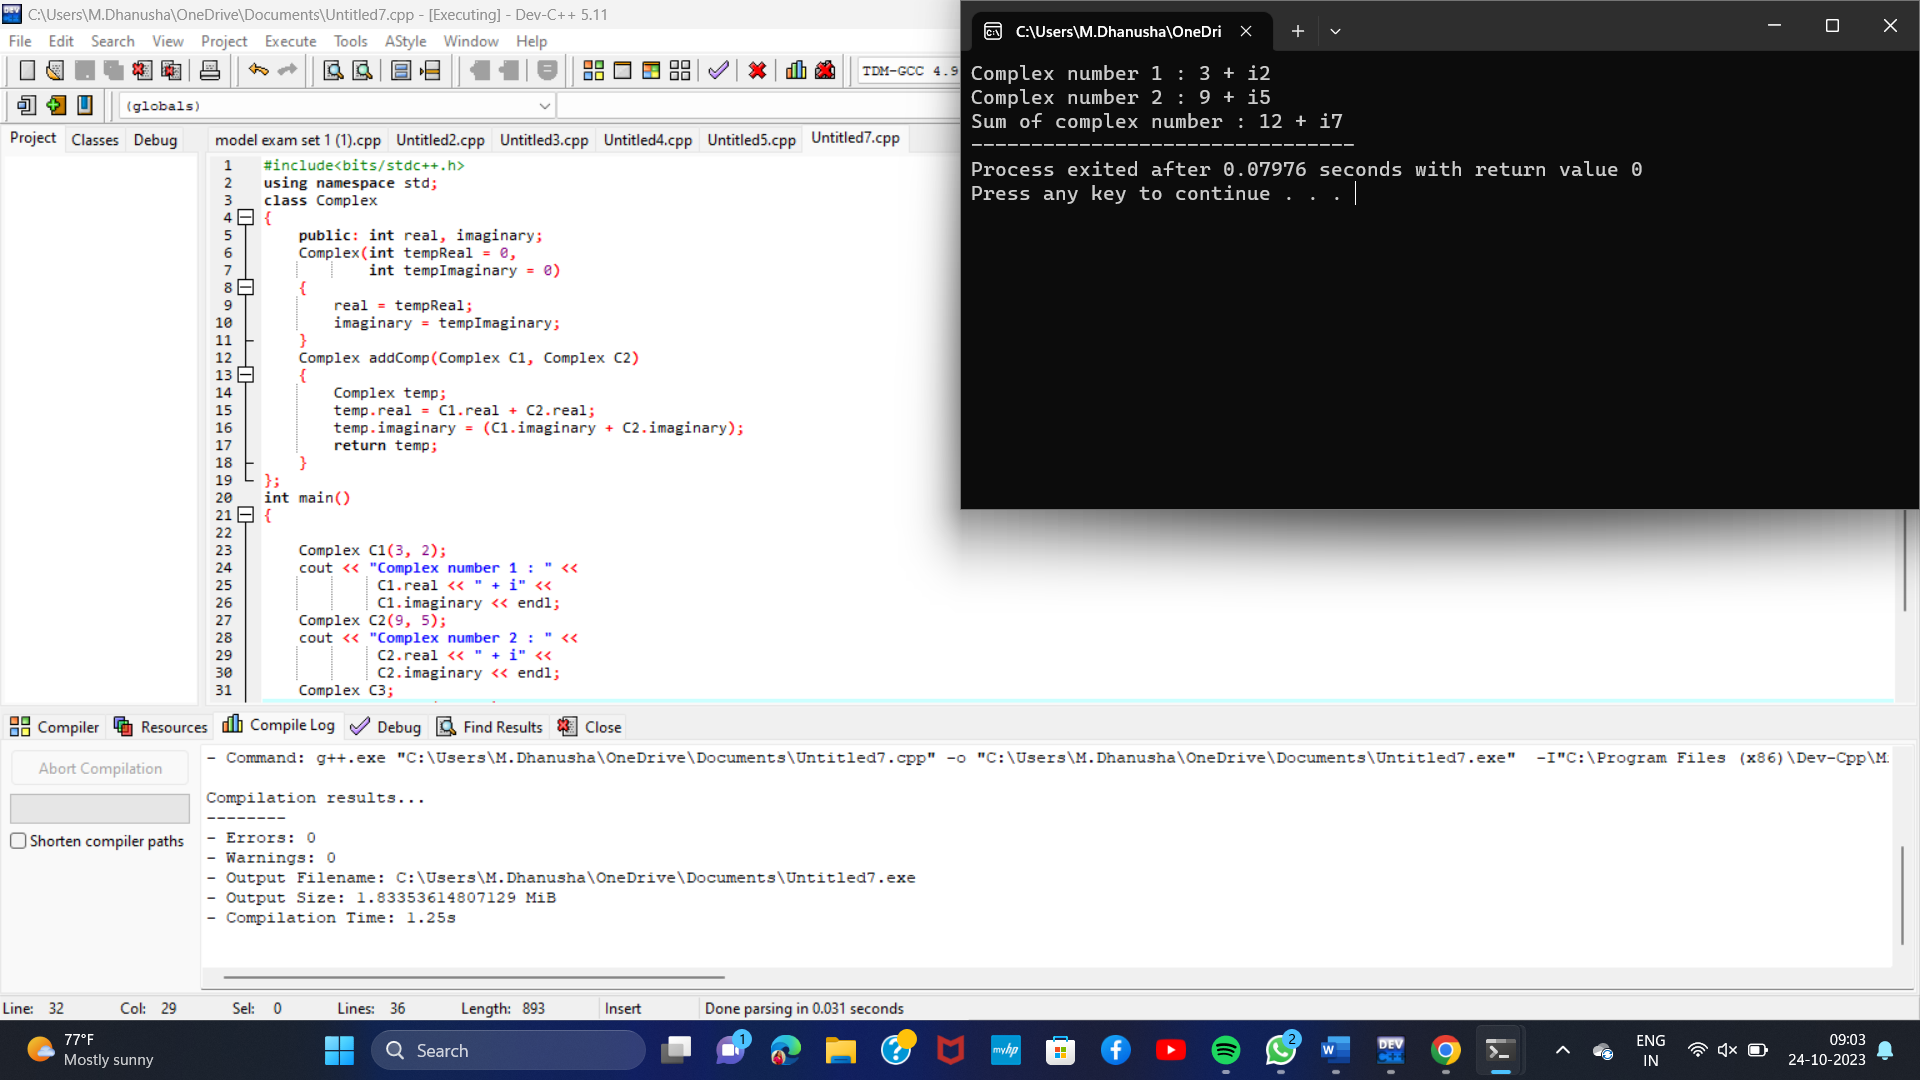 C:\Users\M.Dhanusha\OneDrive\Documents\Untitled7.cpp - [Executing] - Dev-C++ 5.11
File Edit Search View Project Execute Tools AStyle Window Help
TDM-GCC 4.9
(globals)
Project Classes Debug
model exam set 1 (1).cpp Untitled2.cpp Untitled3.cpp Untitled4.cpp Untitled5.cpp Untitled7.cpp
1 #include<bits/stdc++.h>
2 using namespace std;
3 class Complex
4 {
5 public: int real, imaginary;
6 Complex(int tempReal = 0,
7 int tempImaginary = 0)
8 {
9 real = tempReal;
10 imaginary = tempImaginary;
11 }
12 Complex addComp(Complex C1, Complex C2)
13 {
14 Complex temp;
15 temp.real = C1.real + C2.real;
16 temp.imaginary = (C1.imaginary + C2.imaginary);
17 return temp;
18 }
19 };
20 int main()
21 {
22
23 Complex C1(3, 2);
24 cout << "Complex number 1 : " <<
25 C1.real << " + i" <<
26 C1.imaginary << endl;
27 Complex C2(9, 5);
28 cout << "Complex number 2 : " <<
29 C2.real << " + i" <<
30 C2.imaginary << endl;
31 Complex C3;
C:\Users\M.Dhanusha\OneDri
Complex number 1 : 3 + i2
Complex number 2 : 9 + i5
Sum of complex number : 12 + i7
--------------------------------
Process exited after 0.07976 seconds with return value 0
Press any key to continue . . .
Compiler Resources Compile Log Debug Find Results Close
Abort Compilation
Shorten compiler paths
- Command: g++.exe "C:\Users\M.Dhanusha\OneDrive\Documents\Untitled7.cpp" -o "C:\Users\M.Dhanusha\OneDrive\Documents\Untitled7.exe" -I"C:\Program Files (x86)\Dev-Cpp\M
Compilation results...
--------
- Errors: 0
- Warnings: 0
- Output Filename: C:\Users\M.Dhanusha\OneDrive\Documents\Untitled7.exe
- Output Size: 1.83353614807129 MiB
- Compilation Time: 1.25s
Line: 32 Col: 29 Sel: 0 Lines: 36 Length: 893 Insert Done parsing in 0.031 seconds
77°F
Mostly sunny
Search
1
myhp
2
DEV
C++
ENG
IN
09:03
24-10-2023